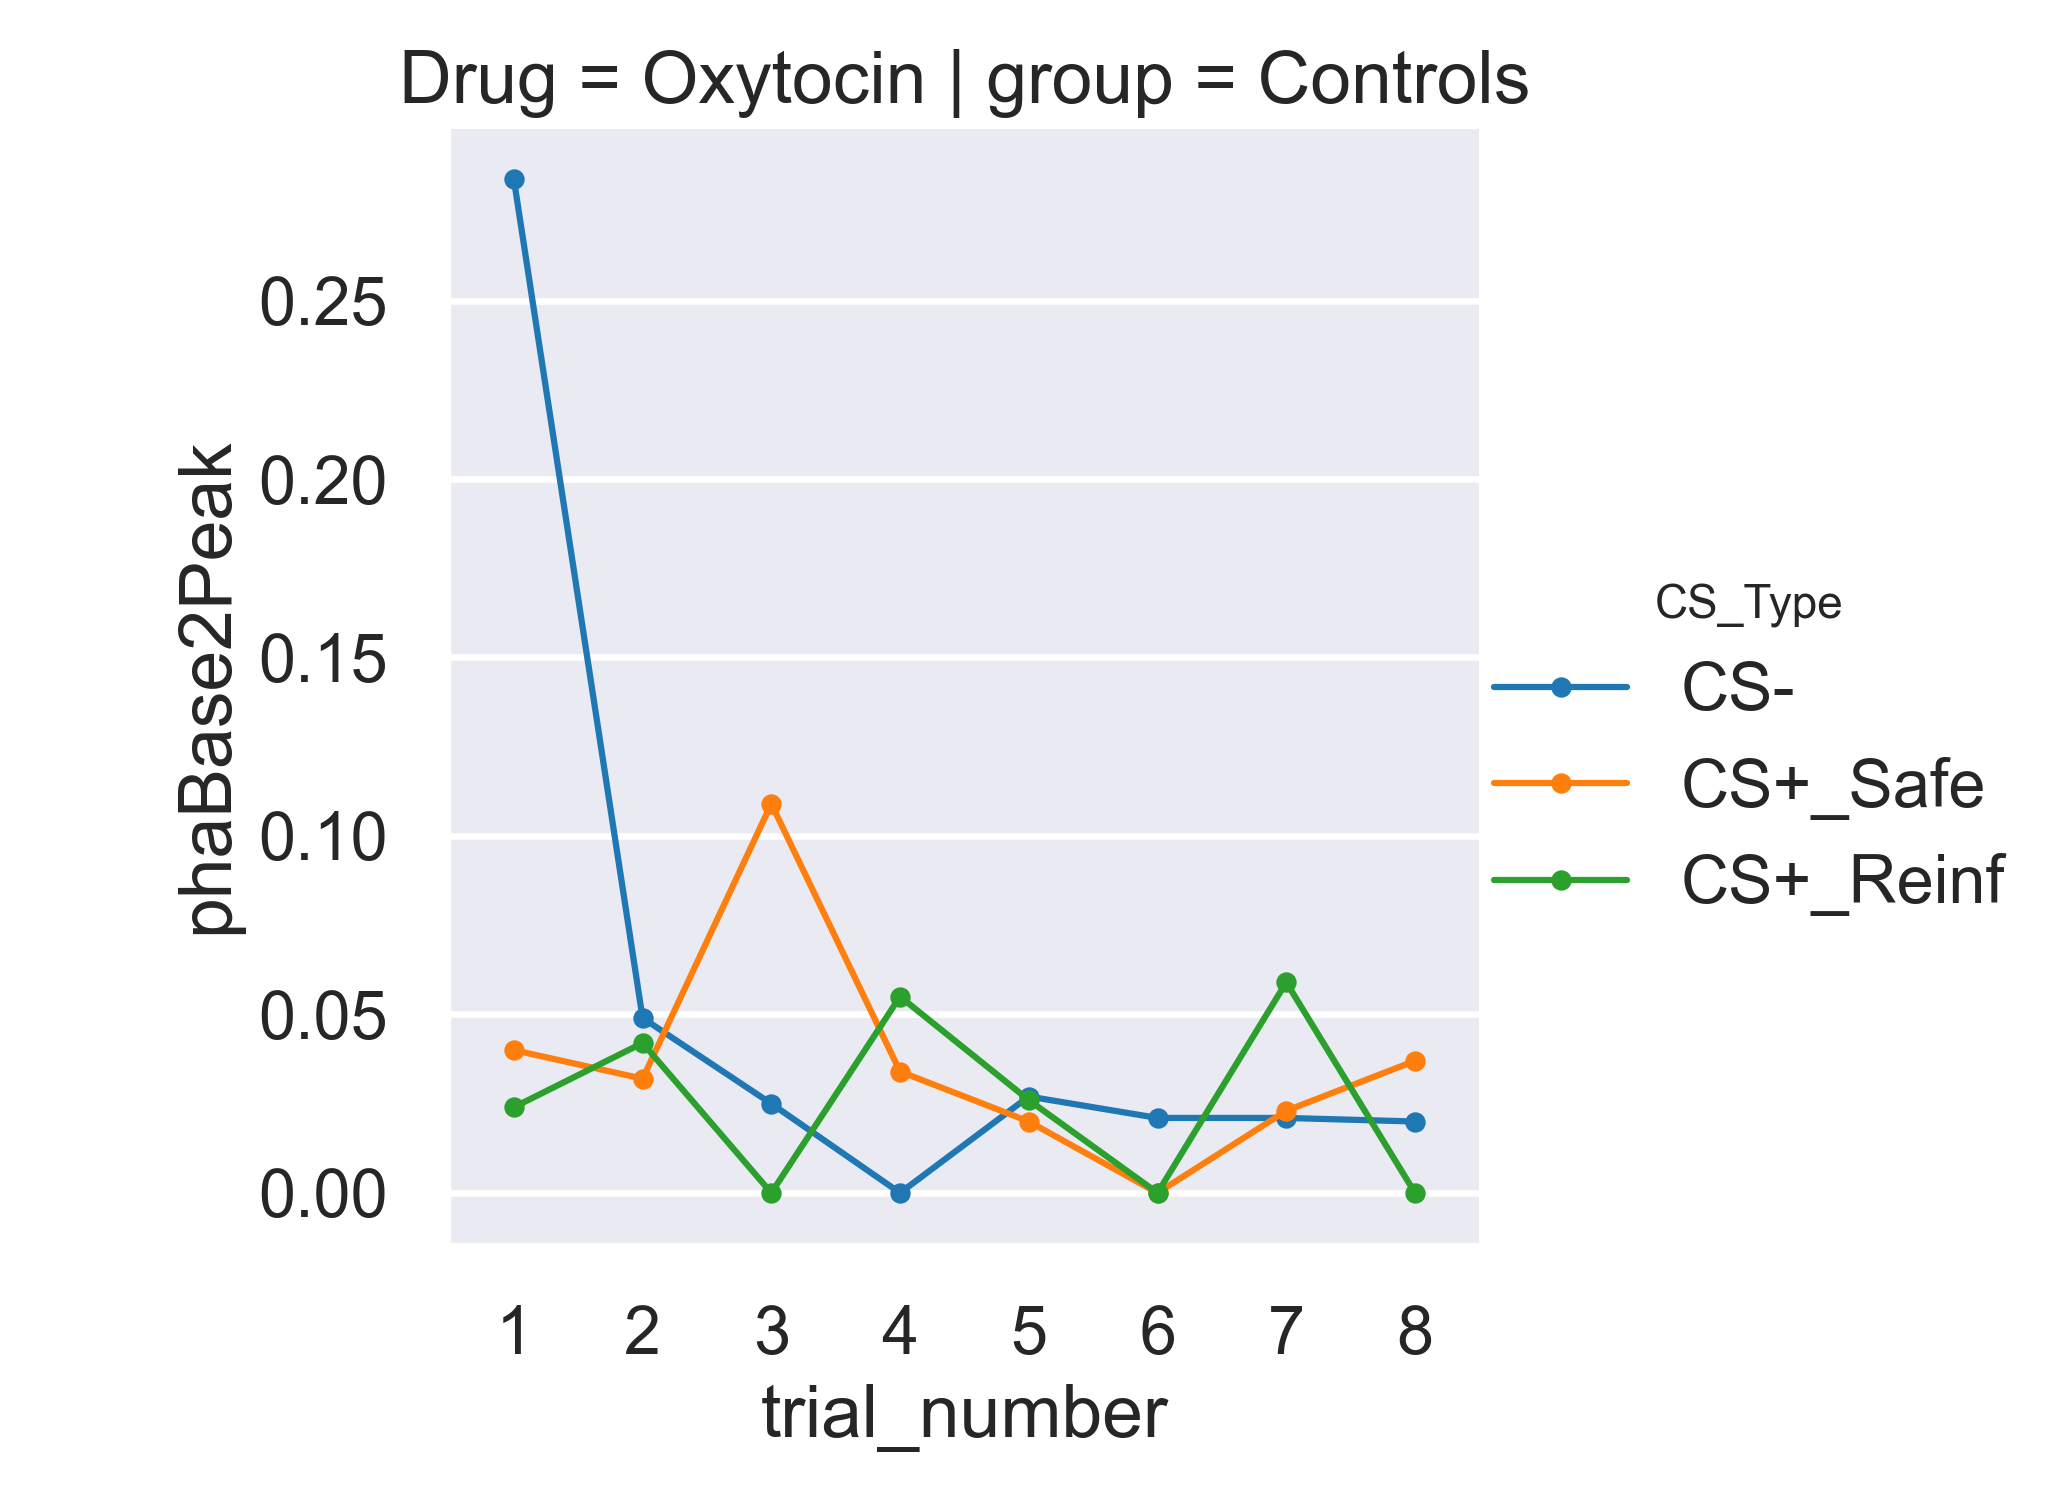 Drug = Oxytocin | group = Controls
phaBase2Peak
0.25
0.20
0.15
0.10
0.05
0.00
1 2 3 4 5 6 7 8
trial_number
CS_Type
CS-
CS+_Safe
CS+_Reinf